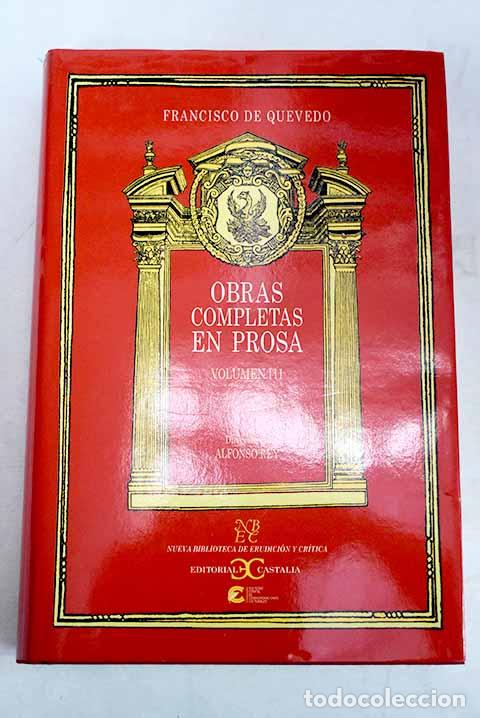 FRANCISCO DE QUEVEDO
OBRAS
COMPLETAS
EN PROSA
VOLUMEN III
ALFONSO REY
NB
EC
NUEVA BIBLIOTECA DE ERUDICIÓN Y CRÍTICA
EDITORIAL CASTALIA
todocoleccion